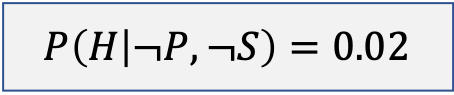 P(H|¬P, ¬S) = 0.02